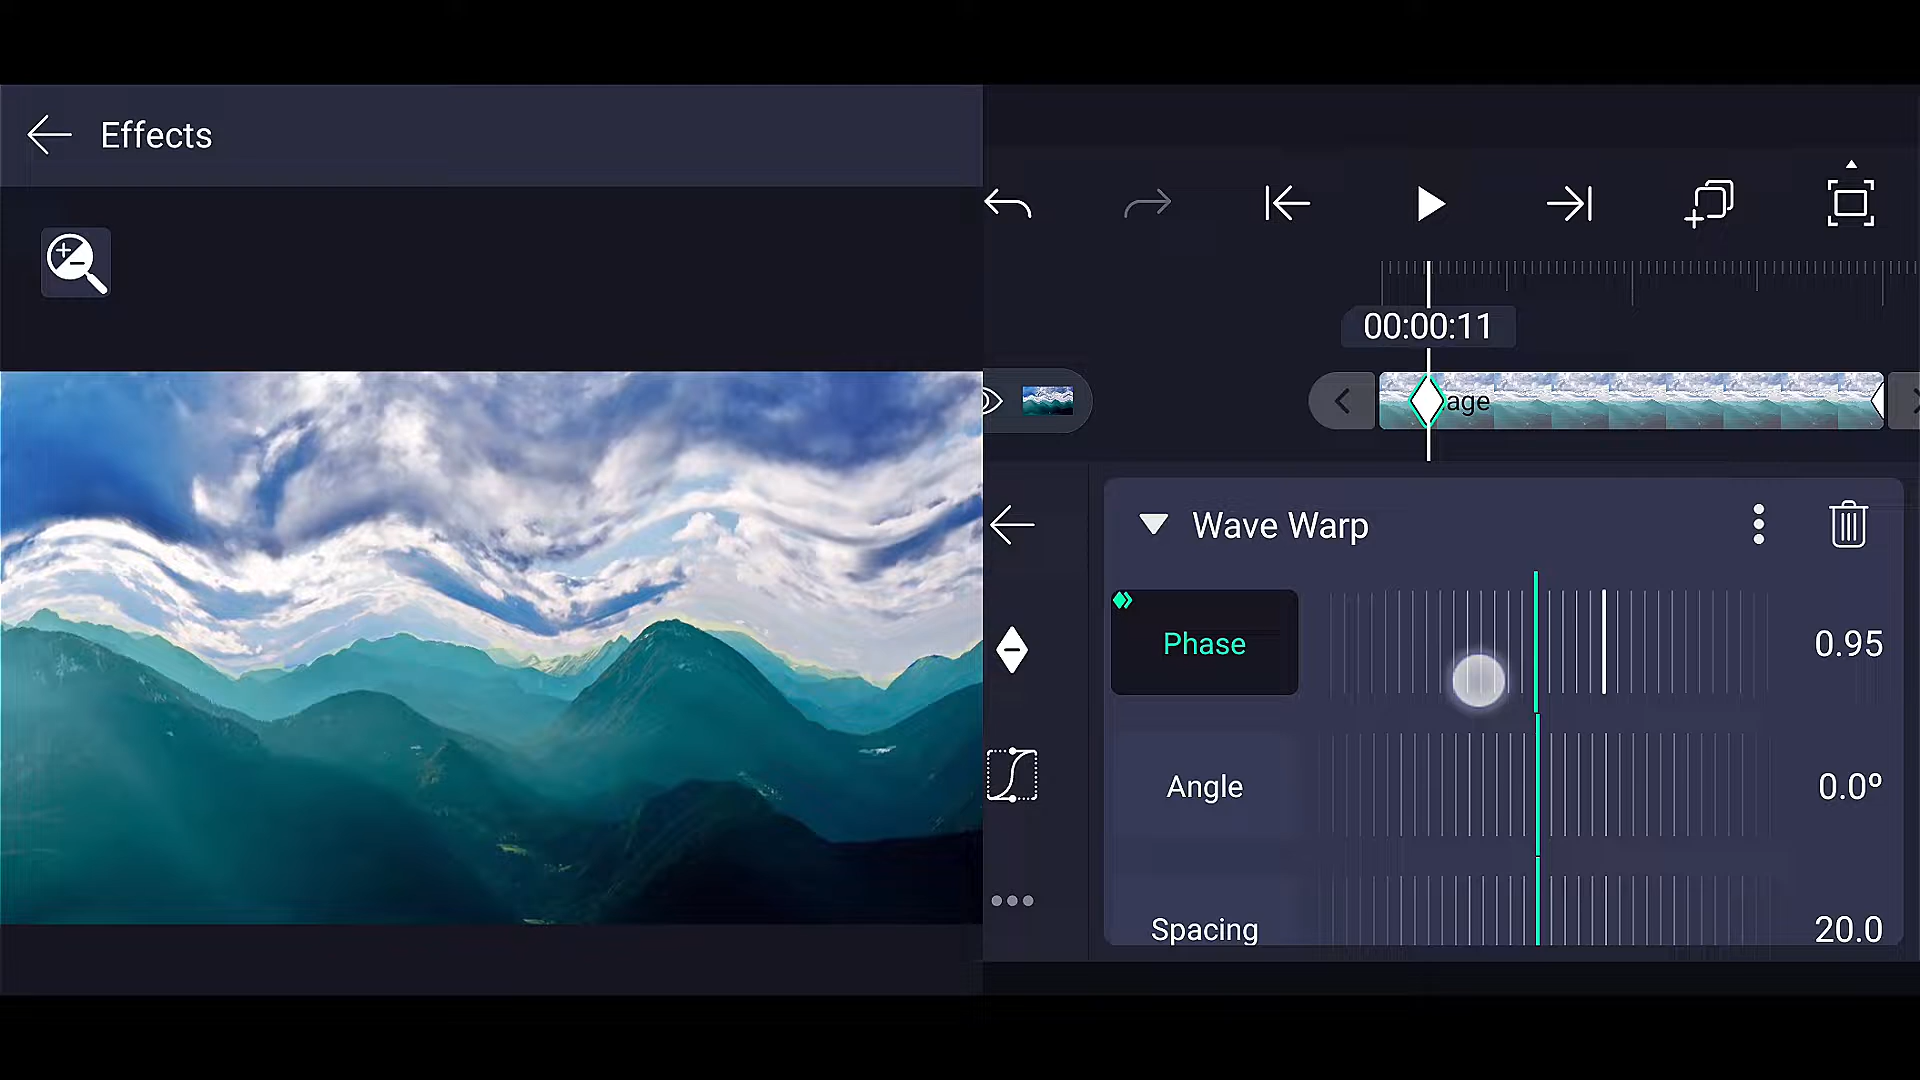 Effects
00:00:11
age
Wave Warp
Phase
0.95
Angle
0.0º
Spacing
20.0